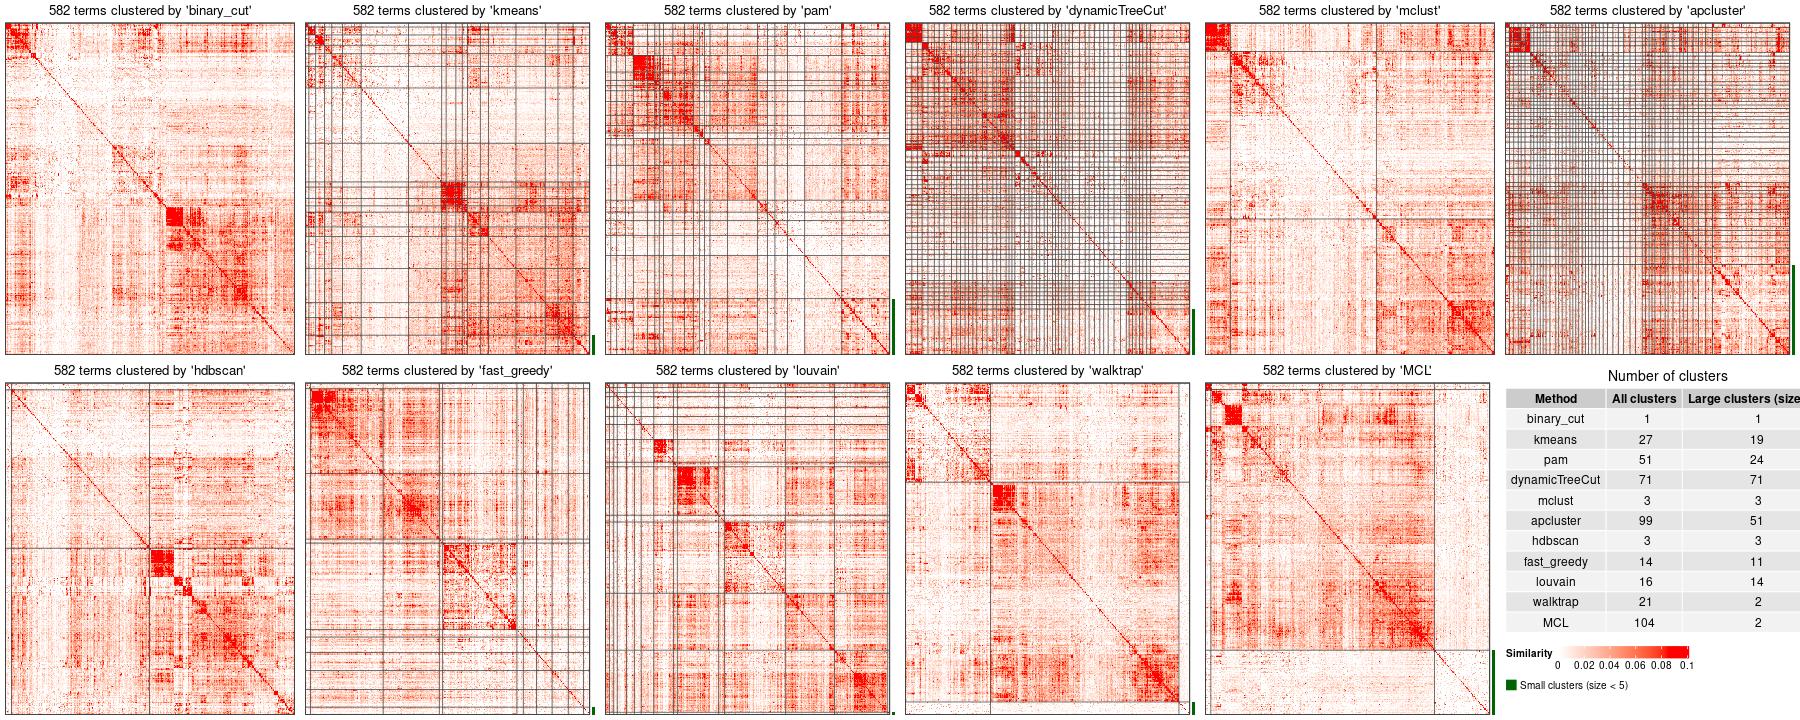 582 terms clustered by 'binary_cut'
582 terms clustered by 'kmeans'
582 terms clustered by 'pam'
582 terms clustered by 'dynamicTreeCut'
582 terms clustered by 'mclust'
582 terms clustered by 'apcluster'
582 terms clustered by 'hdbscan'
582 terms clustered by 'fast_greedy'
582 terms clustered by 'louvain'
582 terms clustered by 'walktrap'
582 terms clustered by 'MCL'
Number of clusters
Method All clusters Large clusters (size
binary_cut 1 1
kmeans 27 19
pam 51 24
dynamicTreeCut 71 71
mclust 3 3
apcluster 99 51
hdbscan 3 3
fast_greedy 14 11
louvain 16 14
walktrap 21 2
MCL 104 2
Similarity
0 0.02 0.04 0.06 0.08 0.1
Small clusters (size < 5)